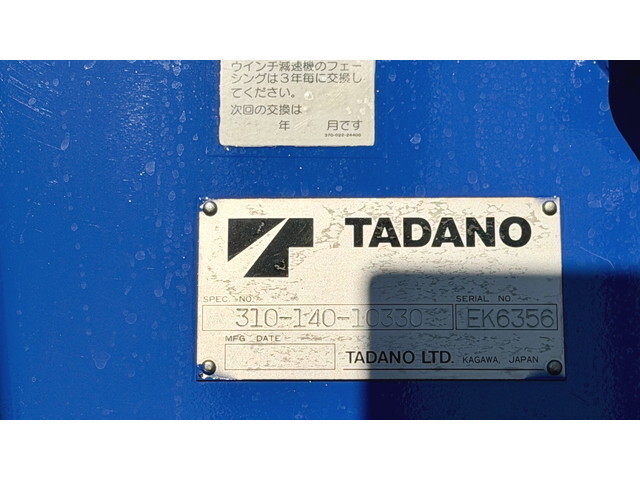 ウインチ減速機のフェー
シングは3年毎に交換し
てください。
次回の交換は
年 月です
TADANO
SPEC. NO. SERIAL NO.
310-140-10330 EK6356
MFG. DATE
TADANO LTD. KAGAWA, JAPAN